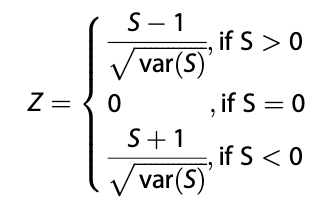 Z = { (S − 1) / √var(S), if S > 0
0 , if S = 0
(S + 1) / √var(S), if S < 0